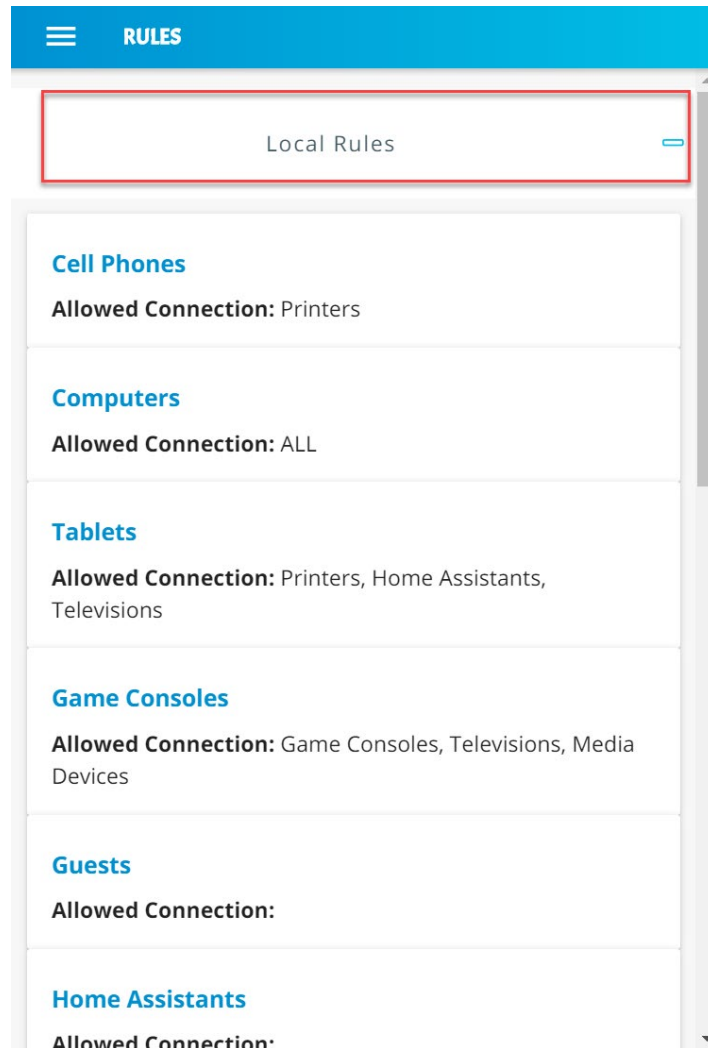 RULES
Local Rules
Cell Phones
Allowed Connection: Printers
Computers
Allowed Connection: ALL
Tablets
Allowed Connection: Printers, Home Assistants,
Televisions
Game Consoles
Allowed Connection: Game Consoles, Televisions, Media
Devices
Guests
Allowed Connection:
Home Assistants
Allowed Connection: